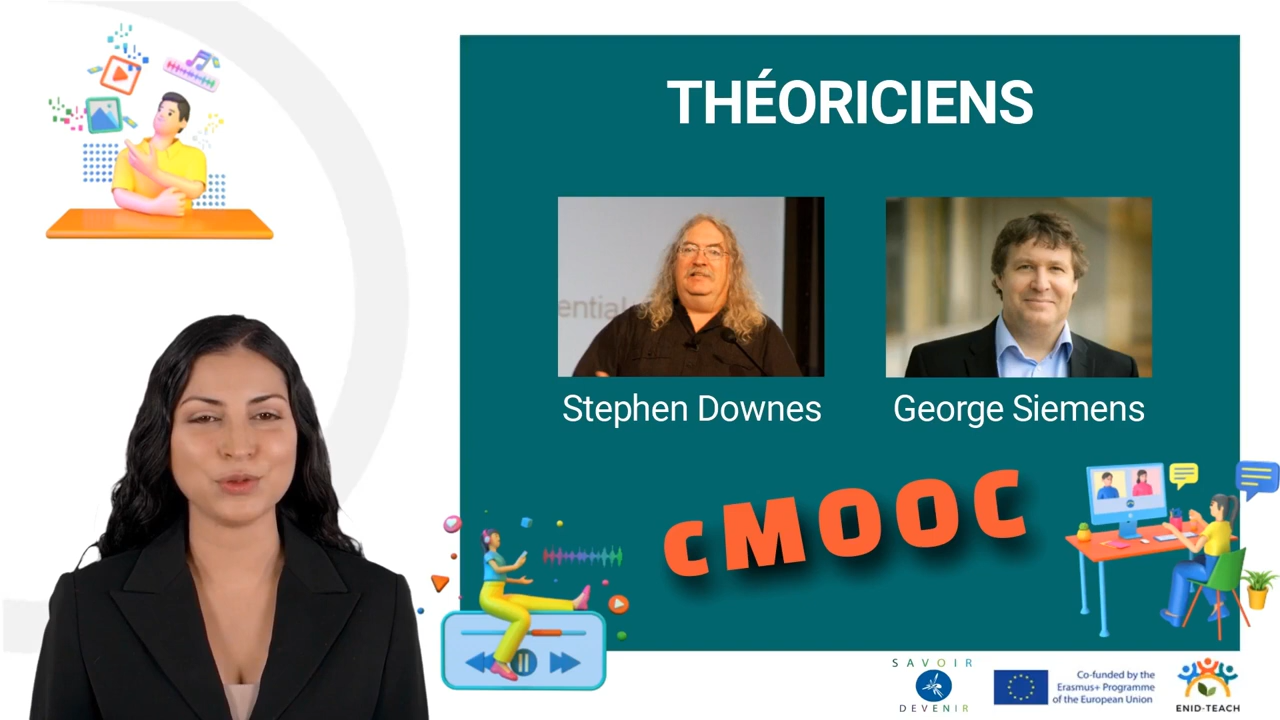 THÉORICIENS
ential
Stephen Downes
George Siemens
cMOOC
SAVOIR
DEVENIR
Co-funded by the
Erasmus+ Programme
of the European Union
ENID-TEACH